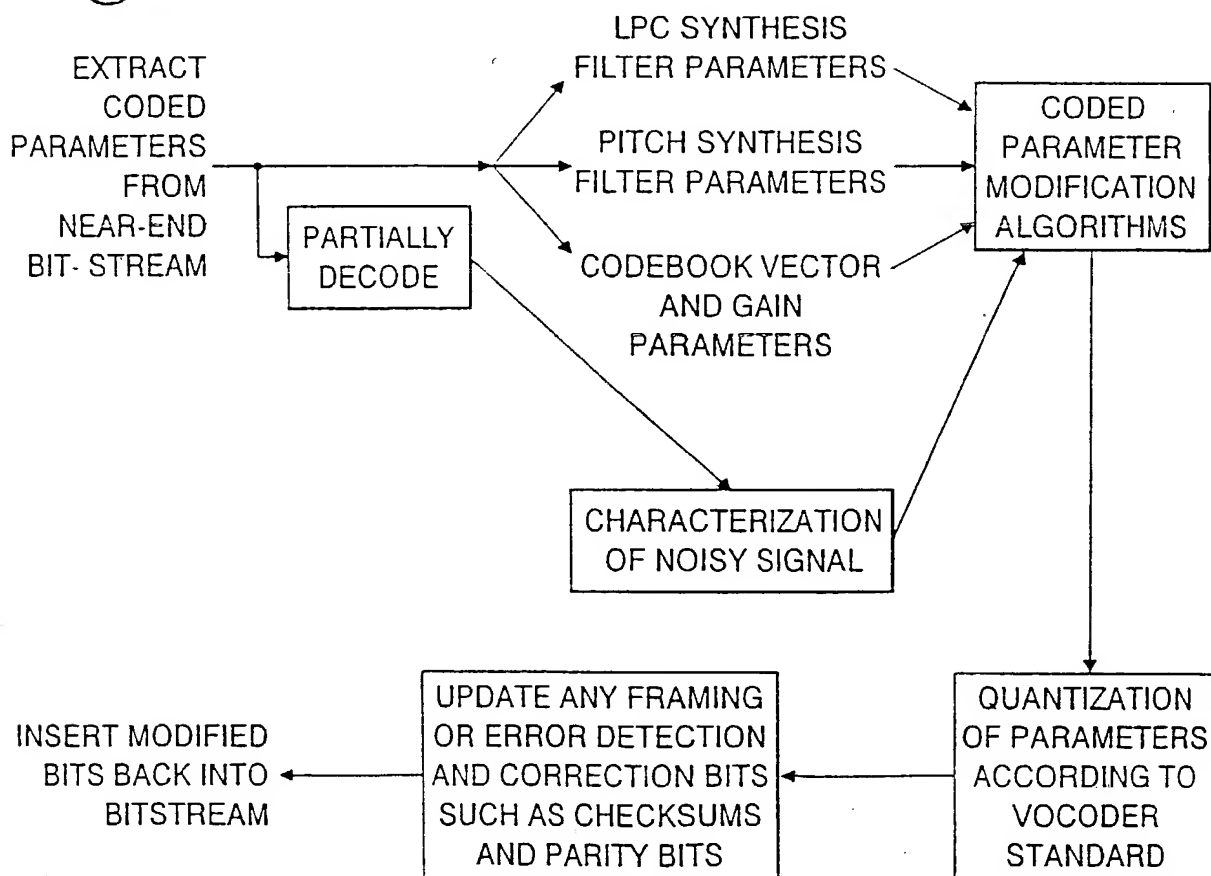 EXTRACT
CODED
PARAMETERS
FROM
NEAR-END
BIT- STREAM
PARTIALLY
DECODE
LPC SYNTHESIS
FILTER PARAMETERS
PITCH SYNTHESIS
FILTER PARAMETERS
CODEBOOK VECTOR
AND GAIN
PARAMETERS
CODED
PARAMETER
MODIFICATION
ALGORITHMS
CHARACTERIZATION
OF NOISY SIGNAL
QUANTIZATION
OF PARAMETERS
ACCORDING TO
VOCODER
STANDARD
UPDATE ANY FRAMING
OR ERROR DETECTION
AND CORRECTION BITS
SUCH AS CHECKSUMS
AND PARITY BITS
INSERT MODIFIED
BITS BACK INTO
BITSTREAM